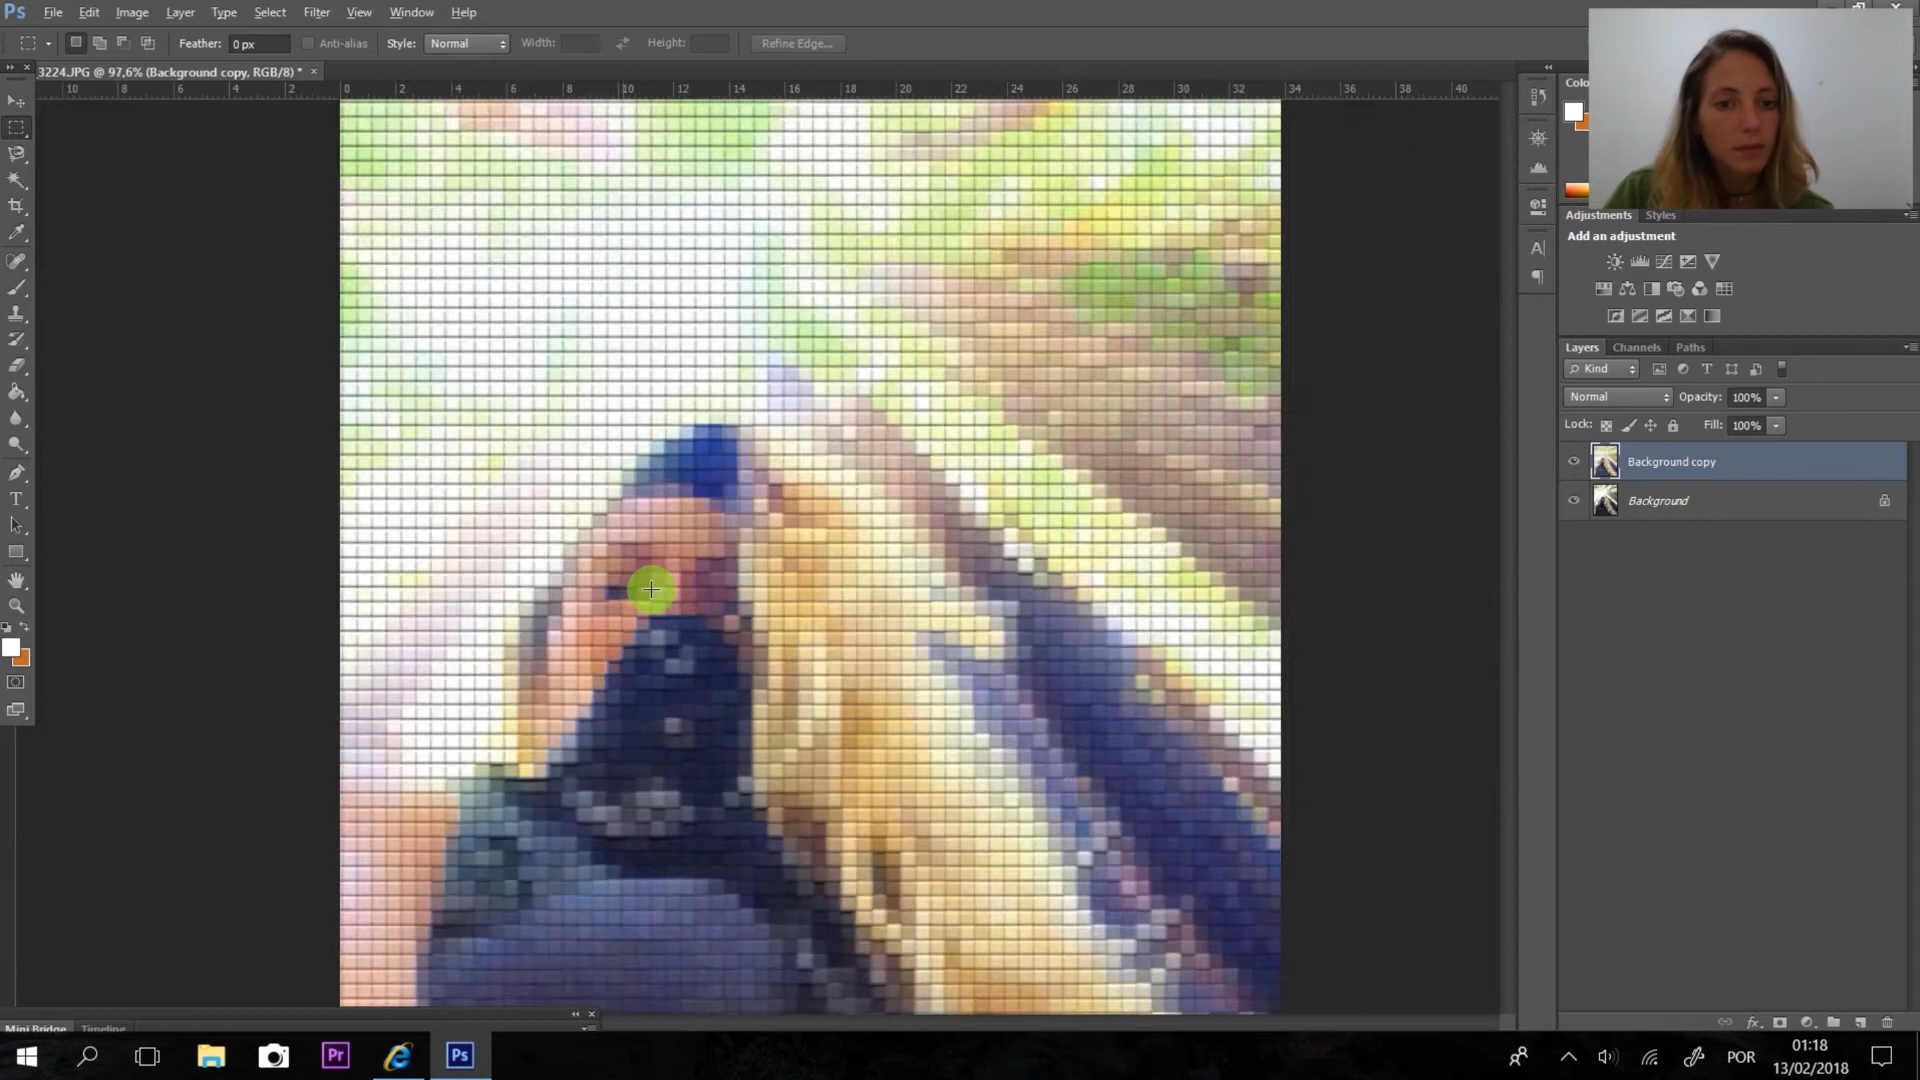 Ps File Edit Image Layer Type Select Filter View Window Help
Feather: 0 px Anti-alias Style: Normal Width: Height: Refine Edge...
3224.JPG @ 97,6% (Background copy, RGB/8) * ×
10 8 6 4 2 0 2 4 6 8 10 12 14 16 18 20 22 24 26 28 30 32 34 36 38 40
Adjustments Styles
Add an adjustment
Layers Channels Paths
Kind
Normal Opacity: 100%
Lock: Fill: 100%
Background copy
Background
Mini Bridge Timeline
Pr Ps POR 01:18
13/02/2018